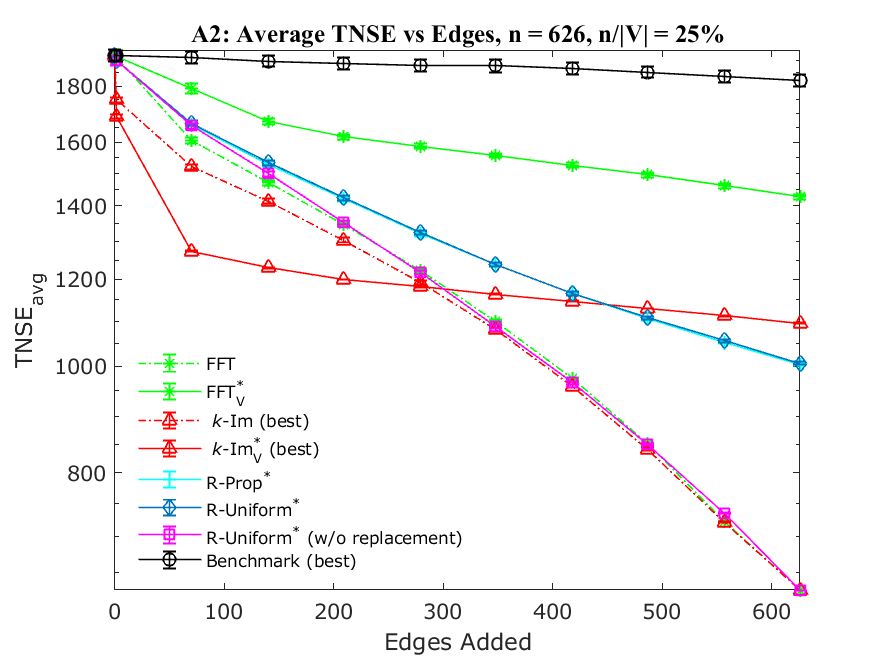 A2: Average TNSE vs Edges, n = 626, n/|V| = 25%
1800
1600
1400
1200
1000
800
TNSE_avg
FFT
FFT*_V
k-Im (best)
k-Im*_V (best)
R-Prop*
R-Uniform*
R-Uniform* (w/o replacement)
Benchmark (best)
0 100 200 300 400 500 600
Edges Added